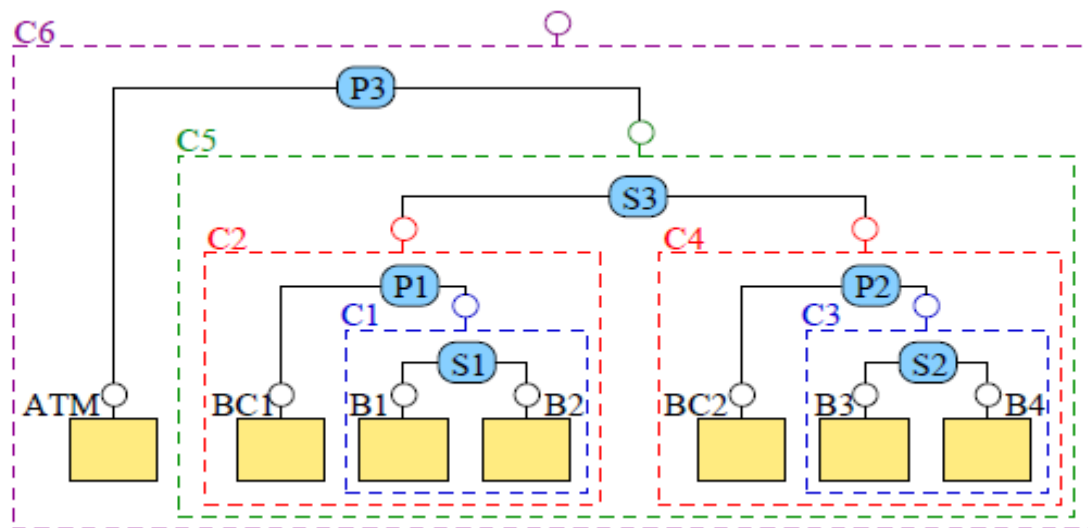 C6
P3
C5
S3
C2 C4
P1 P2
C1 C3
S1 S2
ATM BC1 B1 B2 BC2 B3 B4